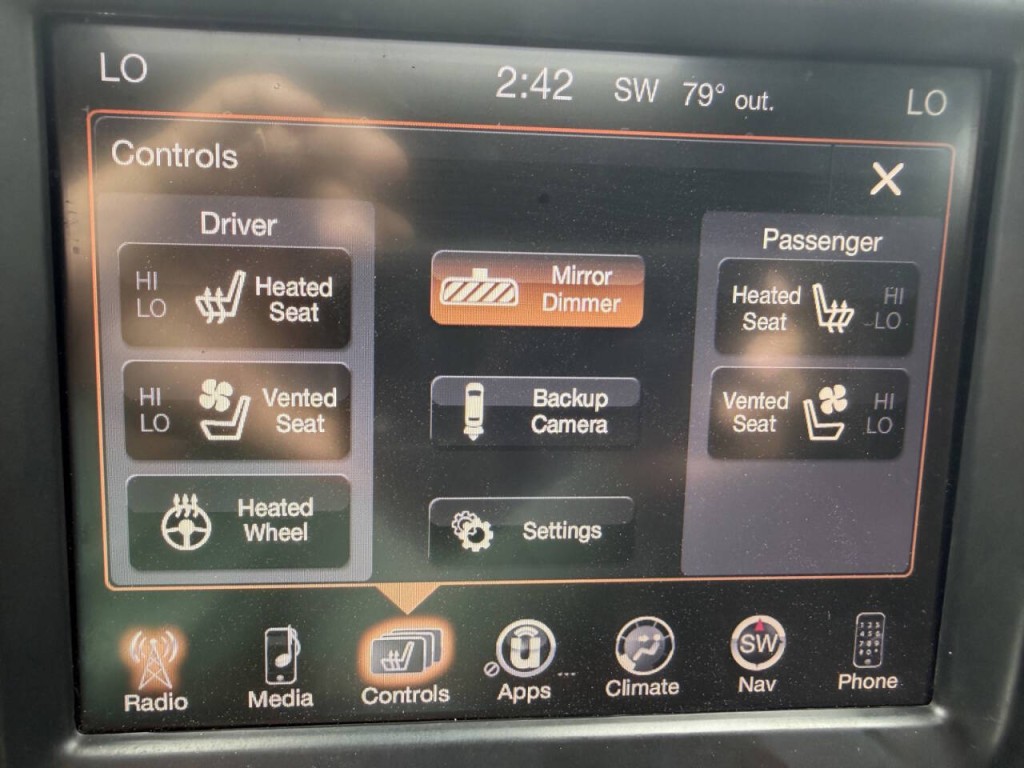 LO 2:42 SW 79° out. LO
Controls
Driver
Passenger
HI
LO
Heated
Seat
Mirror
Dimmer
Heated
Seat
HI
LO
HI
LO
Vented
Seat
Backup
Camera
Vented
Seat
HI
LO
Heated
Wheel
Settings
SW
Radio
Media
Controls
Apps
Climate
Nav
Phone